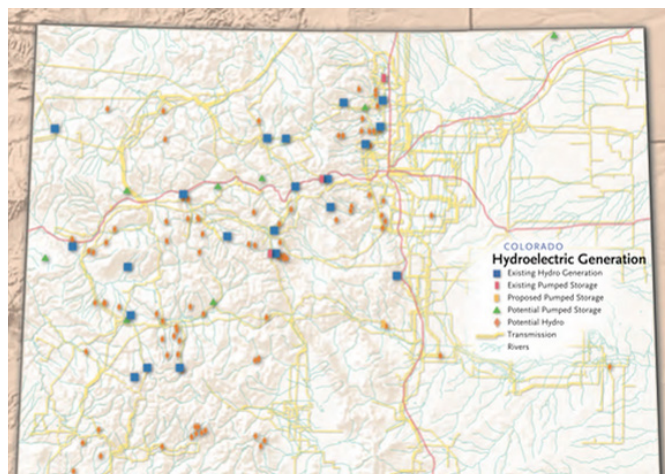 COLORADO
Hydroelectric Generation
Existing Hydro Generation
Existing Pumped Storage
Proposed Pumped Storage
Potential Pumped Storage
Potential Hydro
Transmission
Rivers